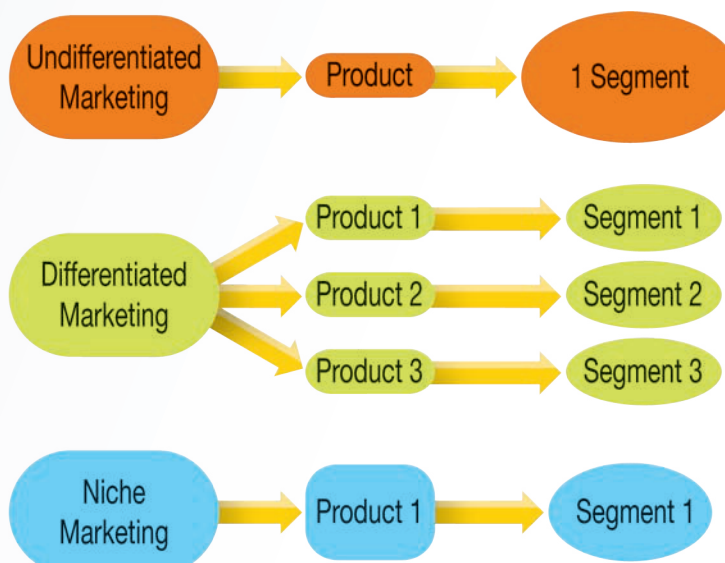 Undifferentiated
Marketing
Product
1 Segment
Differentiated
Marketing
Product 1
Segment 1
Product 2
Segment 2
Product 3
Segment 3
Niche
Marketing
Product 1
Segment 1